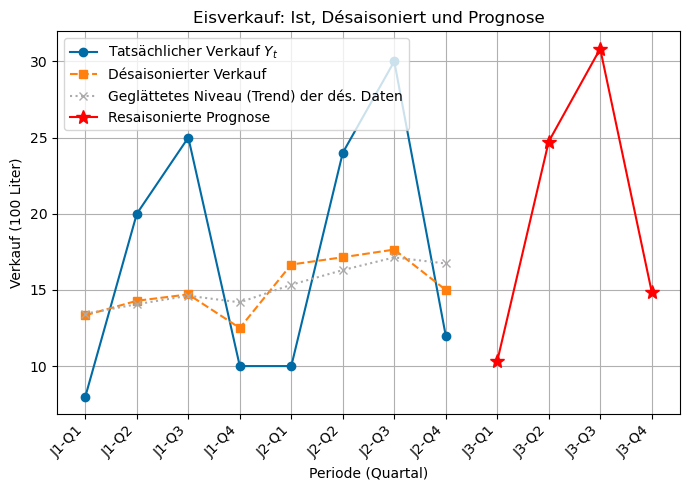 Eisverkauf: Ist, Désaisoniert und Prognose
Tatsächlicher Verkauf Y_t
Désaisonierter Verkauf
Geglättetes Niveau (Trend) der dés. Daten
Resaisonierte Prognose
Verkauf (100 Liter)
30
25
20
15
10
J1-Q1
J1-Q2
J1-Q3
J1-Q4
J2-Q1
J2-Q2
J2-Q3
J2-Q4
J3-Q1
J3-Q2
J3-Q3
J3-Q4
Periode (Quartal)